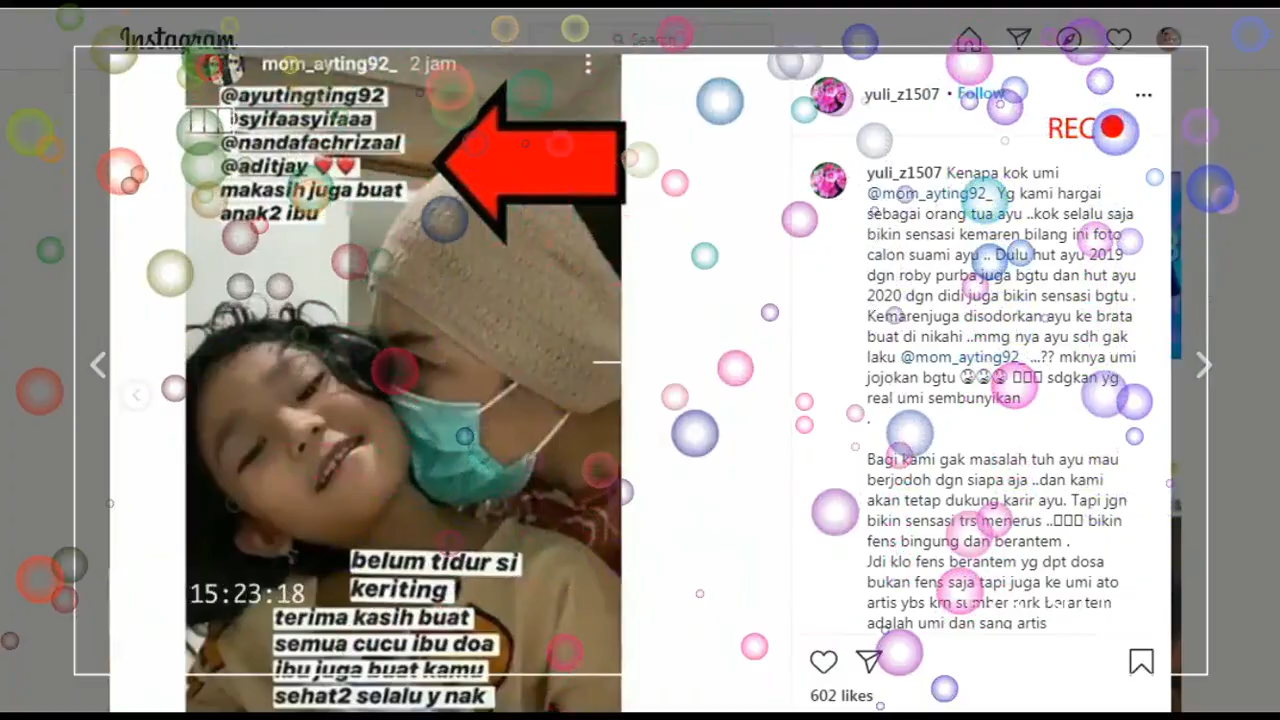 Instagram
Search
mom_ayting92_ 2 jam
@ayutingting92
@syifaasyifaaa
@nandafachrizaal
@aditjay ❤❤
makasih juga buat
anak2 ibu
belum tidur si
keriting
15:23:18
terima kasih buat
semua cucu ibu doa
ibu juga buat kamu
sehat2 selalu y nak
yuli_z1507 • Follow
REC
yuli_z1507 Kenapa kok umi
@mom_ayting92_ Yg kami hargai
sebagai orang tua ayu ..kok selalu saja
bikin sensasi kemaren bilang ini foto
calon suami ayu .. Dulu hut ayu 2019
dgn roby purba juga bgtu dan hut ayu
2020 dgn didi juga bikin sensasi bgtu .
Kemarenjuga disodorkan ayu ke brata
buat di nikahi ..mmg nya ayu sdh gak
laku @mom_ayting92_ ...?? mknya umi
jojokan bgtu sdgkan yg
real umi sembunyikan
.
Bagi kami gak masalah tuh ayu mau
berjodoh dgn siapa aja ..dan kami
akan tetap dukung karir ayu. Tapi jgn
bikin sensasi trs menerus .. bikin
fens bingung dan berantem .
Jdi klo fens berantem yg dpt dosa
bukan fens saja tapi juga ke umi ato
artis ybs krn sumber
adalah umi dan sang artis
602 likes